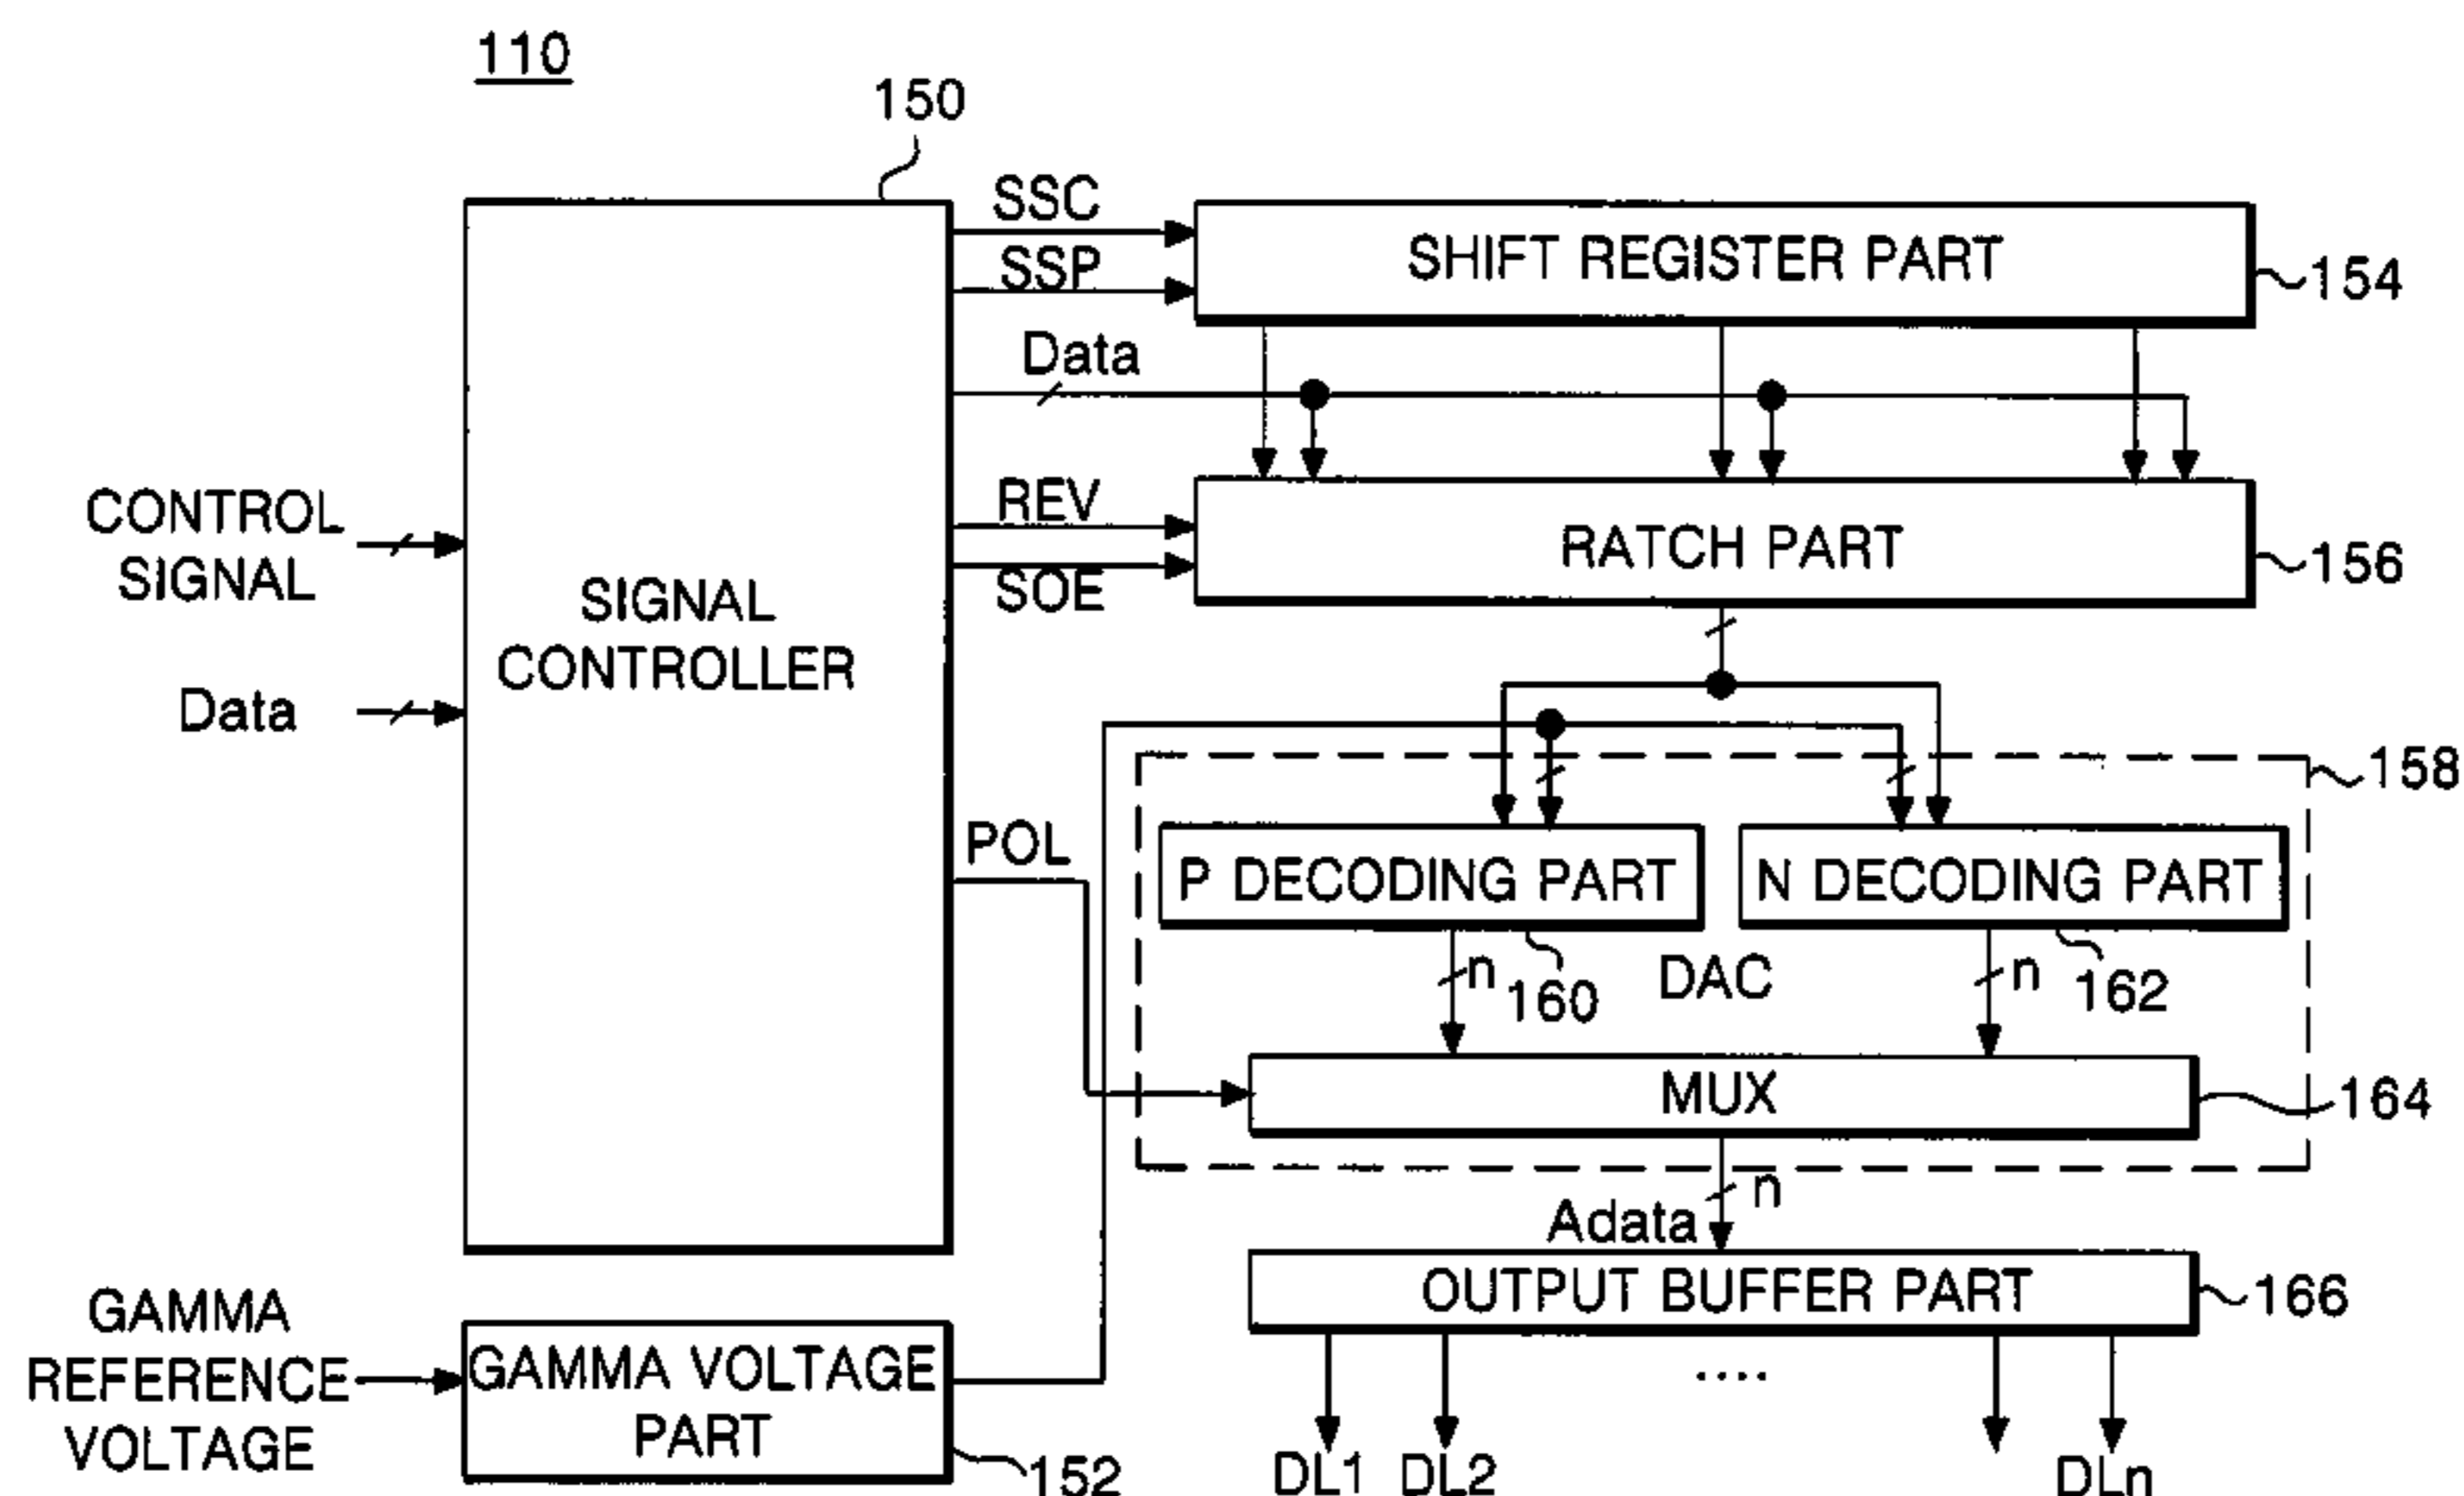 110
150
SSC
SSP
SHIFT REGISTER PART
154
Data
CONTROL
SIGNAL
Data
SIGNAL
CONTROLLER
REV
SOE
RATCH PART
156
158
POL
P DECODING PART
N DECODING PART
n
160
DAC
n
162
MUX
164
n
Adata
OUTPUT BUFFER PART
166
GAMMA
REFERENCE
VOLTAGE
GAMMA VOLTAGE
PART
152
DL1
DL2
....
DLn